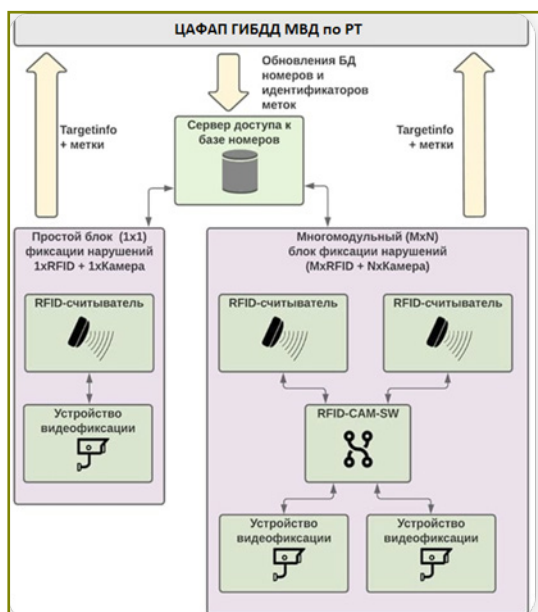 ЦАФАП ГИБДД МВД по РТ
Обновления БД
номеров и
идентификаторов
меток
Targetinfo
+ метки
Сервер доступа к
базе номеров
Targetinfo
+ метки
Простой блок (1x1)
фиксации нарушений
1xRFID + 1xКамера
Многомодульный (MxN)
блок фиксации нарушений
(MxRFID + NxКамера)
RFID-считыватель
RFID-считыватель
RFID-считыватель
Устройство
видеофиксации
RFID-CAM-SW
Устройство
видеофиксации
Устройство
видеофиксации